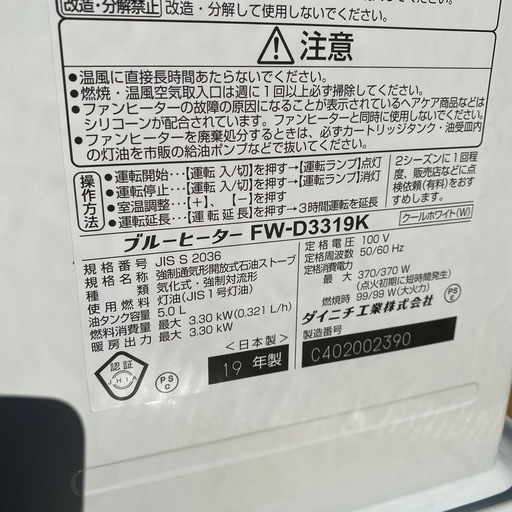 改造・分解禁止 改造・分解して使用しないでください。
注意
●温風に直接長時間あたらないでください。
●燃焼・温風空気取入口は週に1回以上必ず掃除してください。
●ファンヒーターの故障の原因になることが表示されているヘアケア商品などは
シリコーンが配合されています。ファンヒーターと同時に使用しないでください。
●ファンヒーターを廃棄処分するときは、必ずカートリッジタンク・油受皿内
の灯油を市販の給油ポンプなどで抜いてください。
操作方法
●運転開始…【運転 入/切】を押す→【運転ランプ】点灯
●運転停止…【運転 入/切】を押す→【運転ランプ】消灯
●室温調整…【+】、【-】を押す
●運転延長…【運転延長】を押す→3時間運転を延長
2シーズンに1回程
度、販売店などに点
検依頼(有料)をおす
すめします。
ブルーヒーター FW-D3319K
クールホワイト(W)
規格番号 JIS S 2036
規格名称 強制通気形開放式石油ストーブ
種類 気化式・強制対流形
使用燃料 灯油(JIS1号灯油)
油タンク容量 5.0 L
燃料消費量 最大 3.30 kW(0.321 L/h)
暖房出力 最大 3.30 kW
定格電圧 100 V
定格周波数 50/60 Hz
定格消費電力
最大 370/370 W
(点火初期に短時間発生)
燃焼時 99/99 W(大火力)
ダイニチ工業株式会社
<日本製>
19 年製
製造番号
C402002390
認証
JHIA
PS
C
PS
C